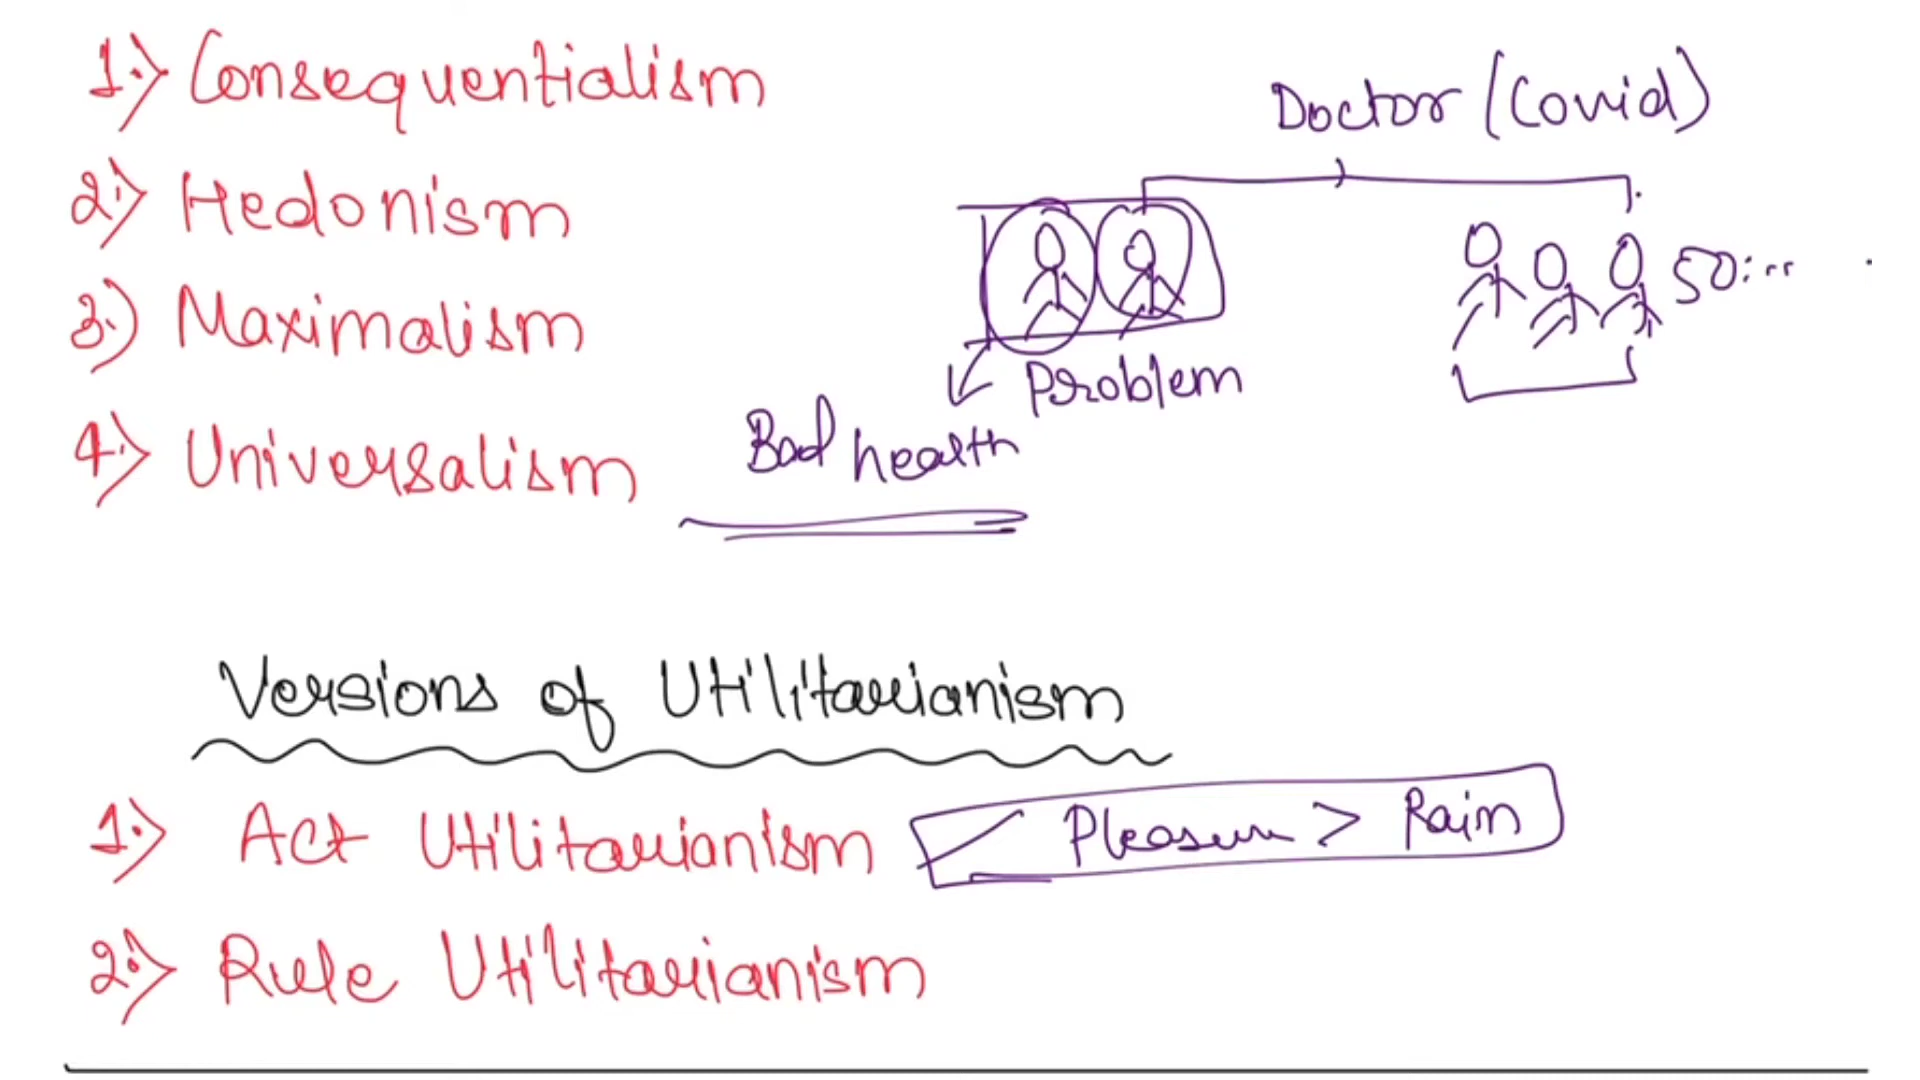 1.) Consequentialism
Doctor (Covid)
2.) Hedonism
50...
3.) Maximalism
Problem
Bad health
4.) Universalism
Versions of Utilitarianism
1.) Act Utilitarianism
Pleasure > Pain
2.) Rule Utilitarianism